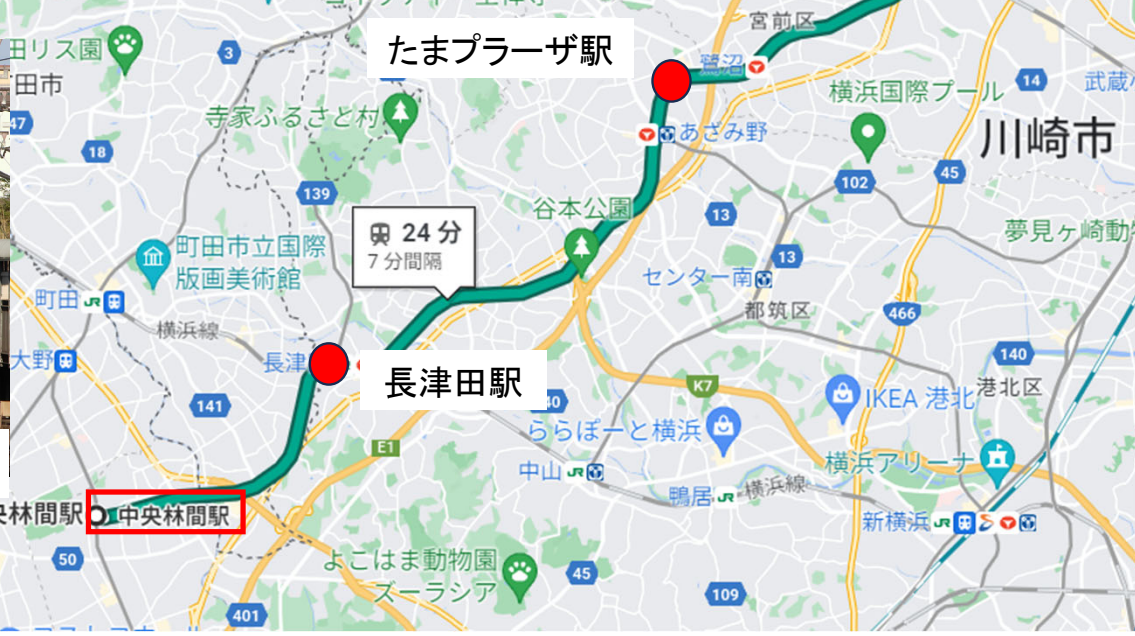 宮前区
田リス園
3
たまプラーザ駅
鷺沼
田市
14
武蔵
横浜国際プール
寺家ふるさと村
47
あざみ野
川崎市
18
102
45
139
谷本公園
13
24 分
7 分間隔
夢見ヶ崎動
町田市立国際
版画美術館
13
センター南
町田
JR
都筑区
466
横浜線
大野
長津
140
長津田駅
K7
港北区
IKEA 港北
141
40
ららぽーと横浜
E1
横浜アリーナ
中山
JR
鴨居
JR
横浜線
央林間駅
中央林間駅
新横浜
JR
50
よこはま動物園
ズーラシア
45
109
401